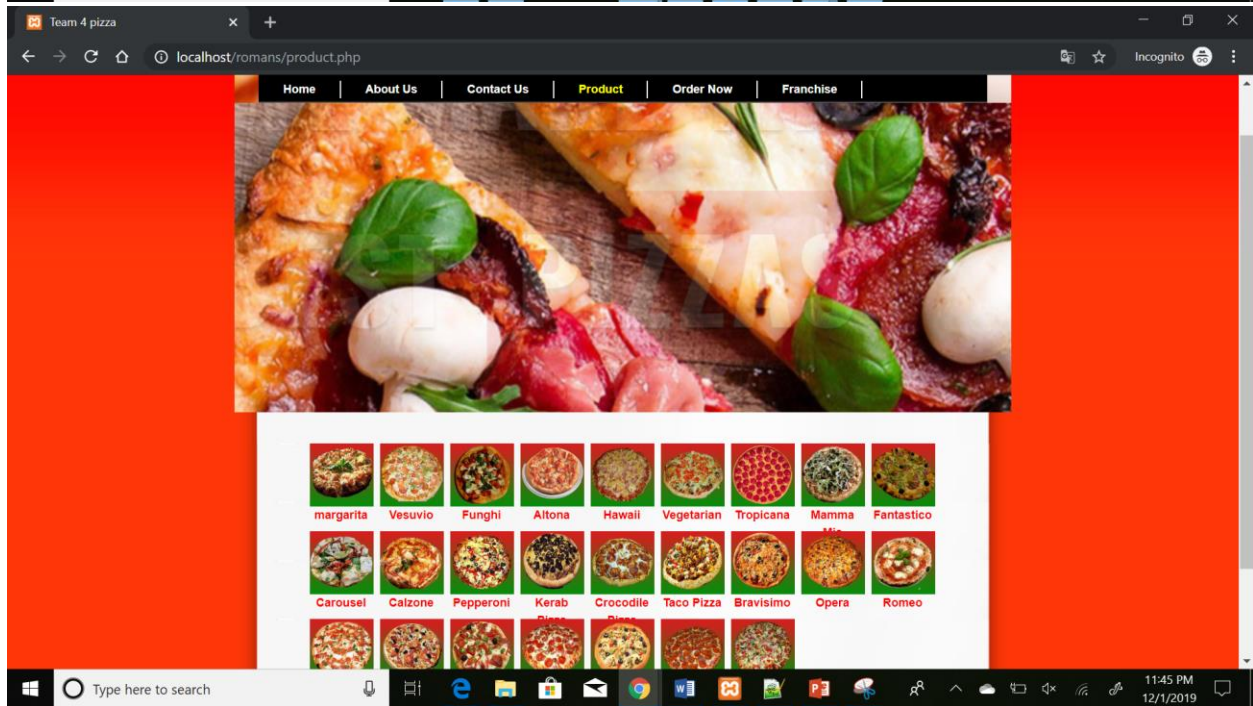 Team 4 pizza
localhost/romans/product.php
Incognito
Home About Us Contact Us Product Order Now Franchise
PIZZAS
margarita Vesuvio Funghi Altona Hawaii Vegetarian Tropicana Mamma Fantastico
Carousel Calzone Pepperoni Kerab Crocodile Taco Pizza Bravisimo Opera Romeo
Type here to search
11:45 PM
12/1/2019